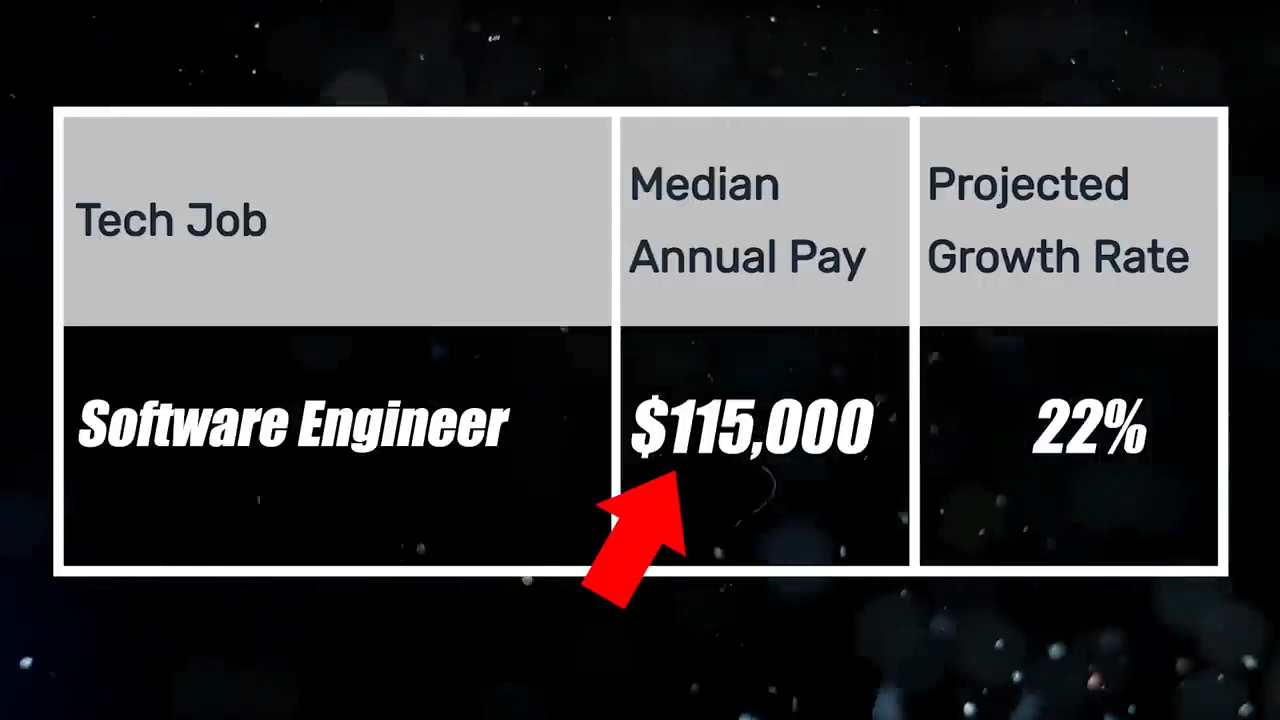 Tech Job
Median
Annual Pay
Projected
Growth Rate
Software Engineer
$115,000
22%